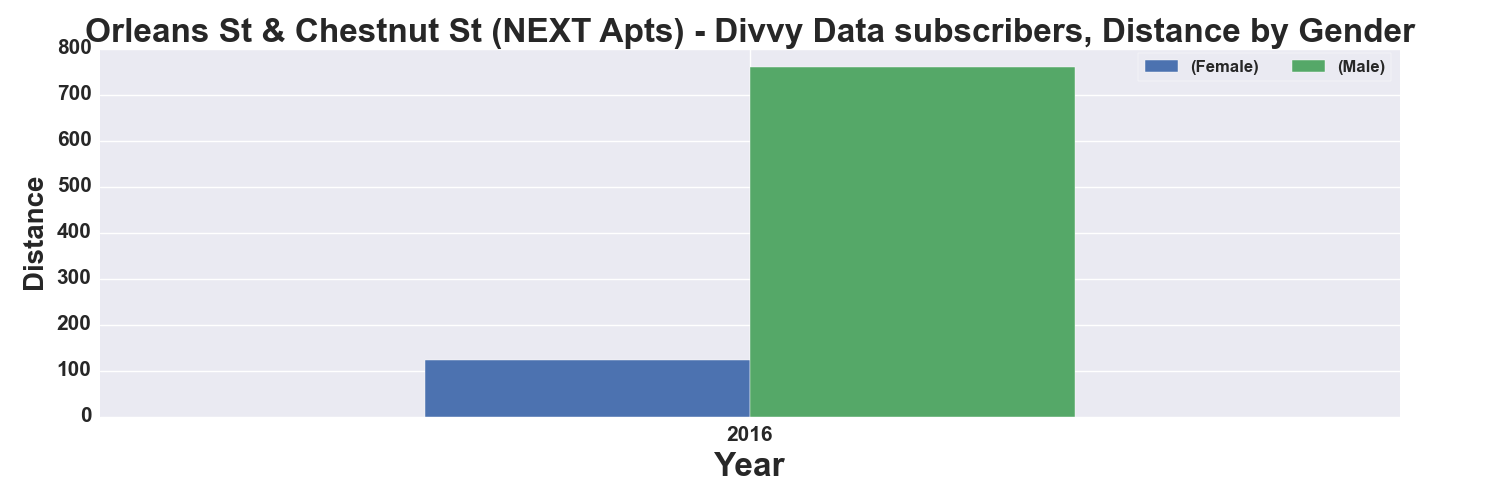 Orleans St & Chestnut St (NEXT Apts) - Divvy Data subscribers, Distance by Gender
(Female) (Male)
800
700
600
500
400
300
200
100
0
Distance
2016
Year